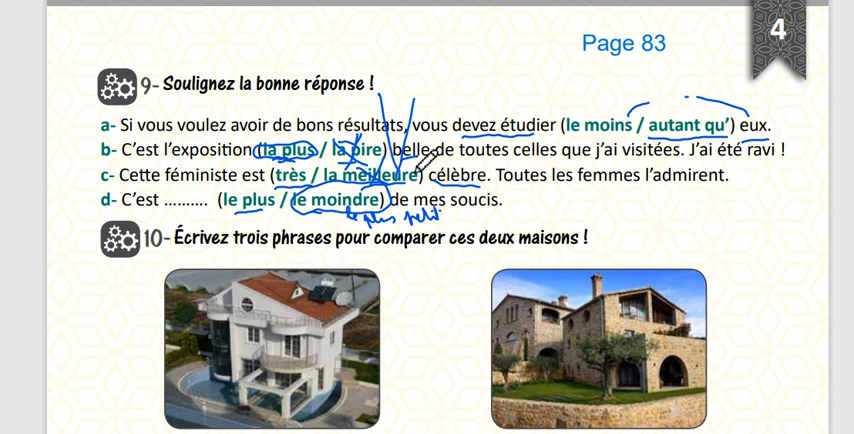 4
Page 83
9- Soulignez la bonne réponse !
a- Si vous voulez avoir de bons résultats, vous devez étudier (le moins / autant qu') eux.
b- C'est l'exposition (la plus / la pire) belle de toutes celles que j'ai visitées. J'ai été ravi !
c- Cette féministe est (très / la meilleure) célèbre. Toutes les femmes l'admirent.
d- C'est .......... (le plus / le moindre) de mes soucis.
le plus petit
10- Écrivez trois phrases pour comparer ces deux maisons !